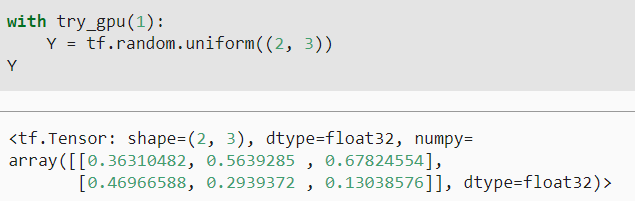 with try_gpu(1):
    Y = tf.random.uniform((2, 3))
Y
<tf.Tensor: shape=(2, 3), dtype=float32, numpy=
array([[0.36310482, 0.5639285 , 0.67824554],
       [0.46966588, 0.2939372 , 0.13038576]], dtype=float32)>